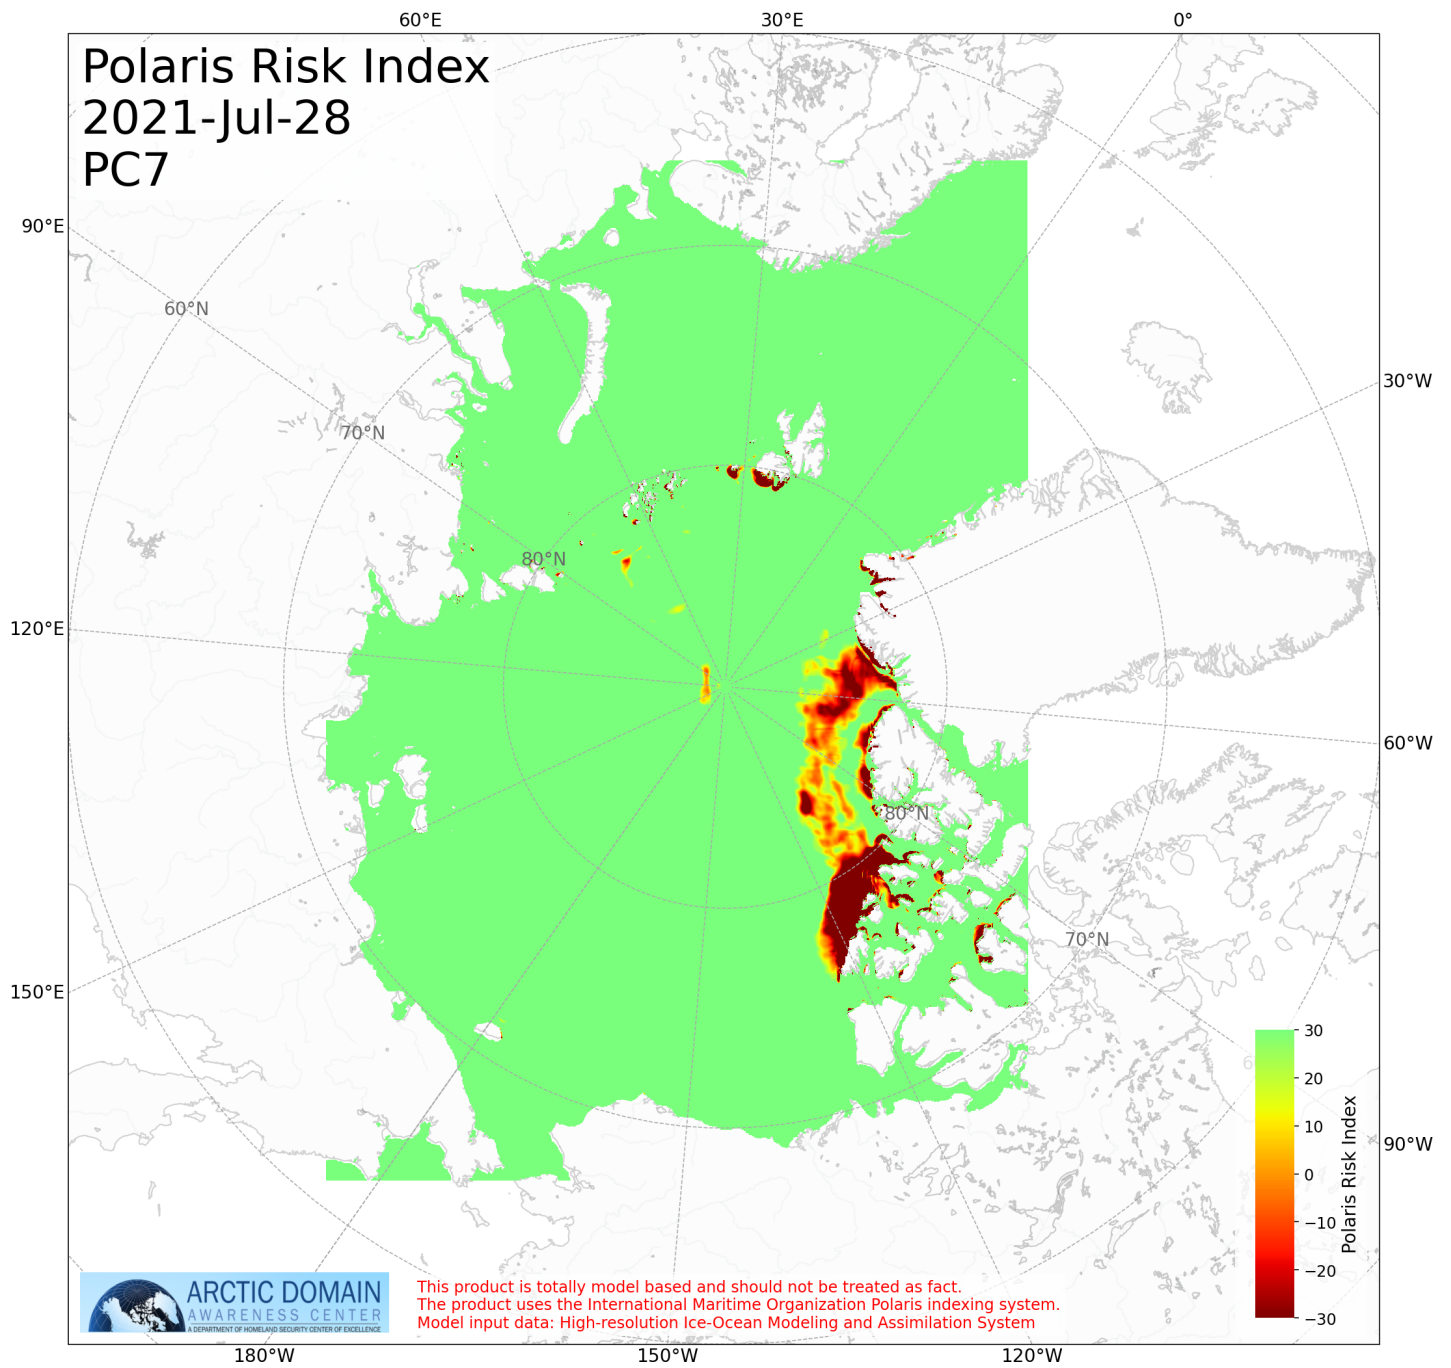 60°E
30°E
0°
Polaris Risk Index
2021-Jul-28
PC7
90°E
60°N
30°W
70°N
80°N
120°E
60°W
80°N
70°N
150°E
30
20
10
0
−10
−20
−30
Polaris Risk Index
90°W
ARCTIC DOMAIN
AWARENESS CENTER
A DEPARTMENT OF HOMELAND SECURITY CENTER OF EXCELLENCE
This product is totally model based and should not be treated as fact.
The product uses the International Maritime Organization Polaris indexing system.
Model input data: High-resolution Ice-Ocean Modeling and Assimilation System
180°W
150°W
120°W